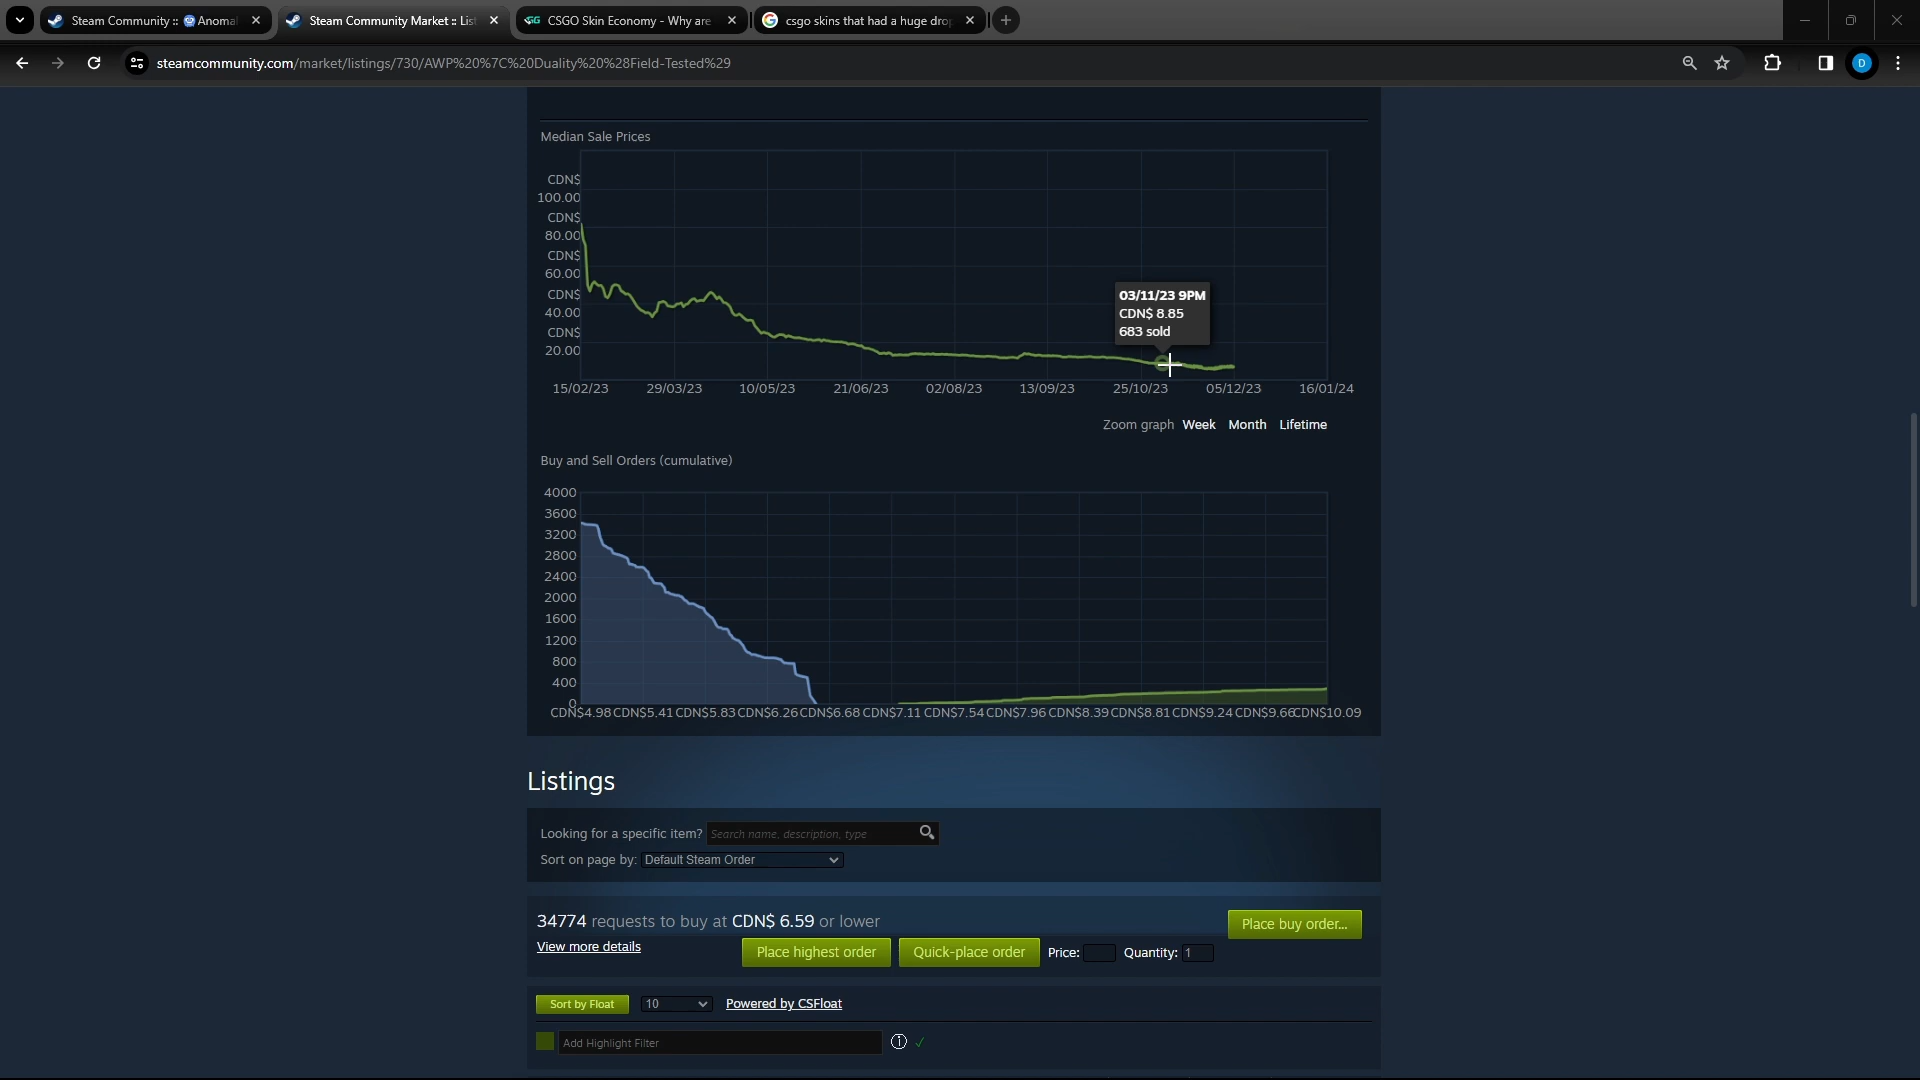 Steam Community :: Anomal
Steam Community Market :: List
CSGO Skin Economy - Why are
csgo skins that had a huge drop
steamcommunity.com/market/listings/730/AWP%20%7C%20Duality%20%28Field-Tested%29
D
Median Sale Prices
CDN$
100.00
CDN$
80.00
CDN$
60.00
CDN$
40.00
CDN$
20.00
03/11/23 9PM
CDN$ 8.85
683 sold
15/02/23 29/03/23 10/05/23 21/06/23 02/08/23 13/09/23 25/10/23 05/12/23 16/01/24
Zoom graph Week Month Lifetime
Buy and Sell Orders (cumulative)
4000
3600
3200
2800
2400
2000
1600
1200
800
400
0
CDN$4.98 CDN$5.41 CDN$5.83 CDN$6.26 CDN$6.68 CDN$7.11 CDN$7.54 CDN$7.96 CDN$8.39 CDN$8.81 CDN$9.24 CDN$9.66 CDN$10.09
Listings
Looking for a specific item? Search name, description, type
Sort on page by: Default Steam Order
34774 requests to buy at CDN$ 6.59 or lower
Place buy order...
View more details
Place highest order Quick-place order Price: Quantity: 1
Sort by Float 10 Powered by CSFloat
Add Highlight Filter